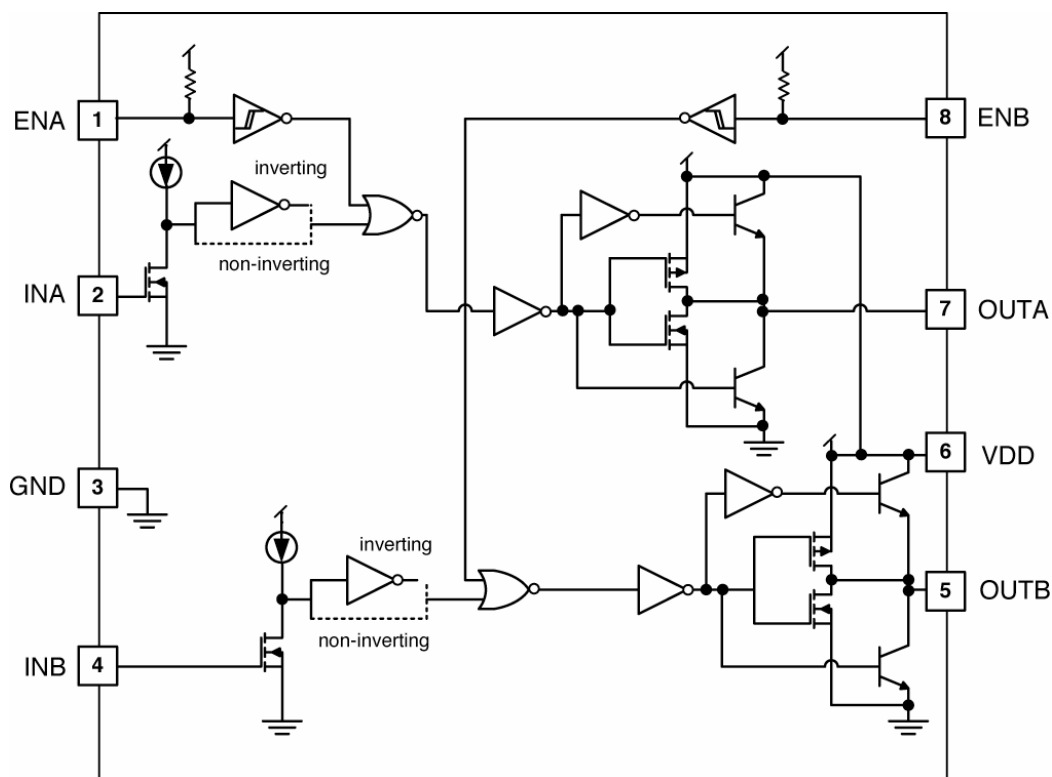 ENA 1
8 ENB
inverting
non-inverting
INA 2
7 OUTA
6 VDD
GND 3
inverting
5 OUTB
non-inverting
INB 4